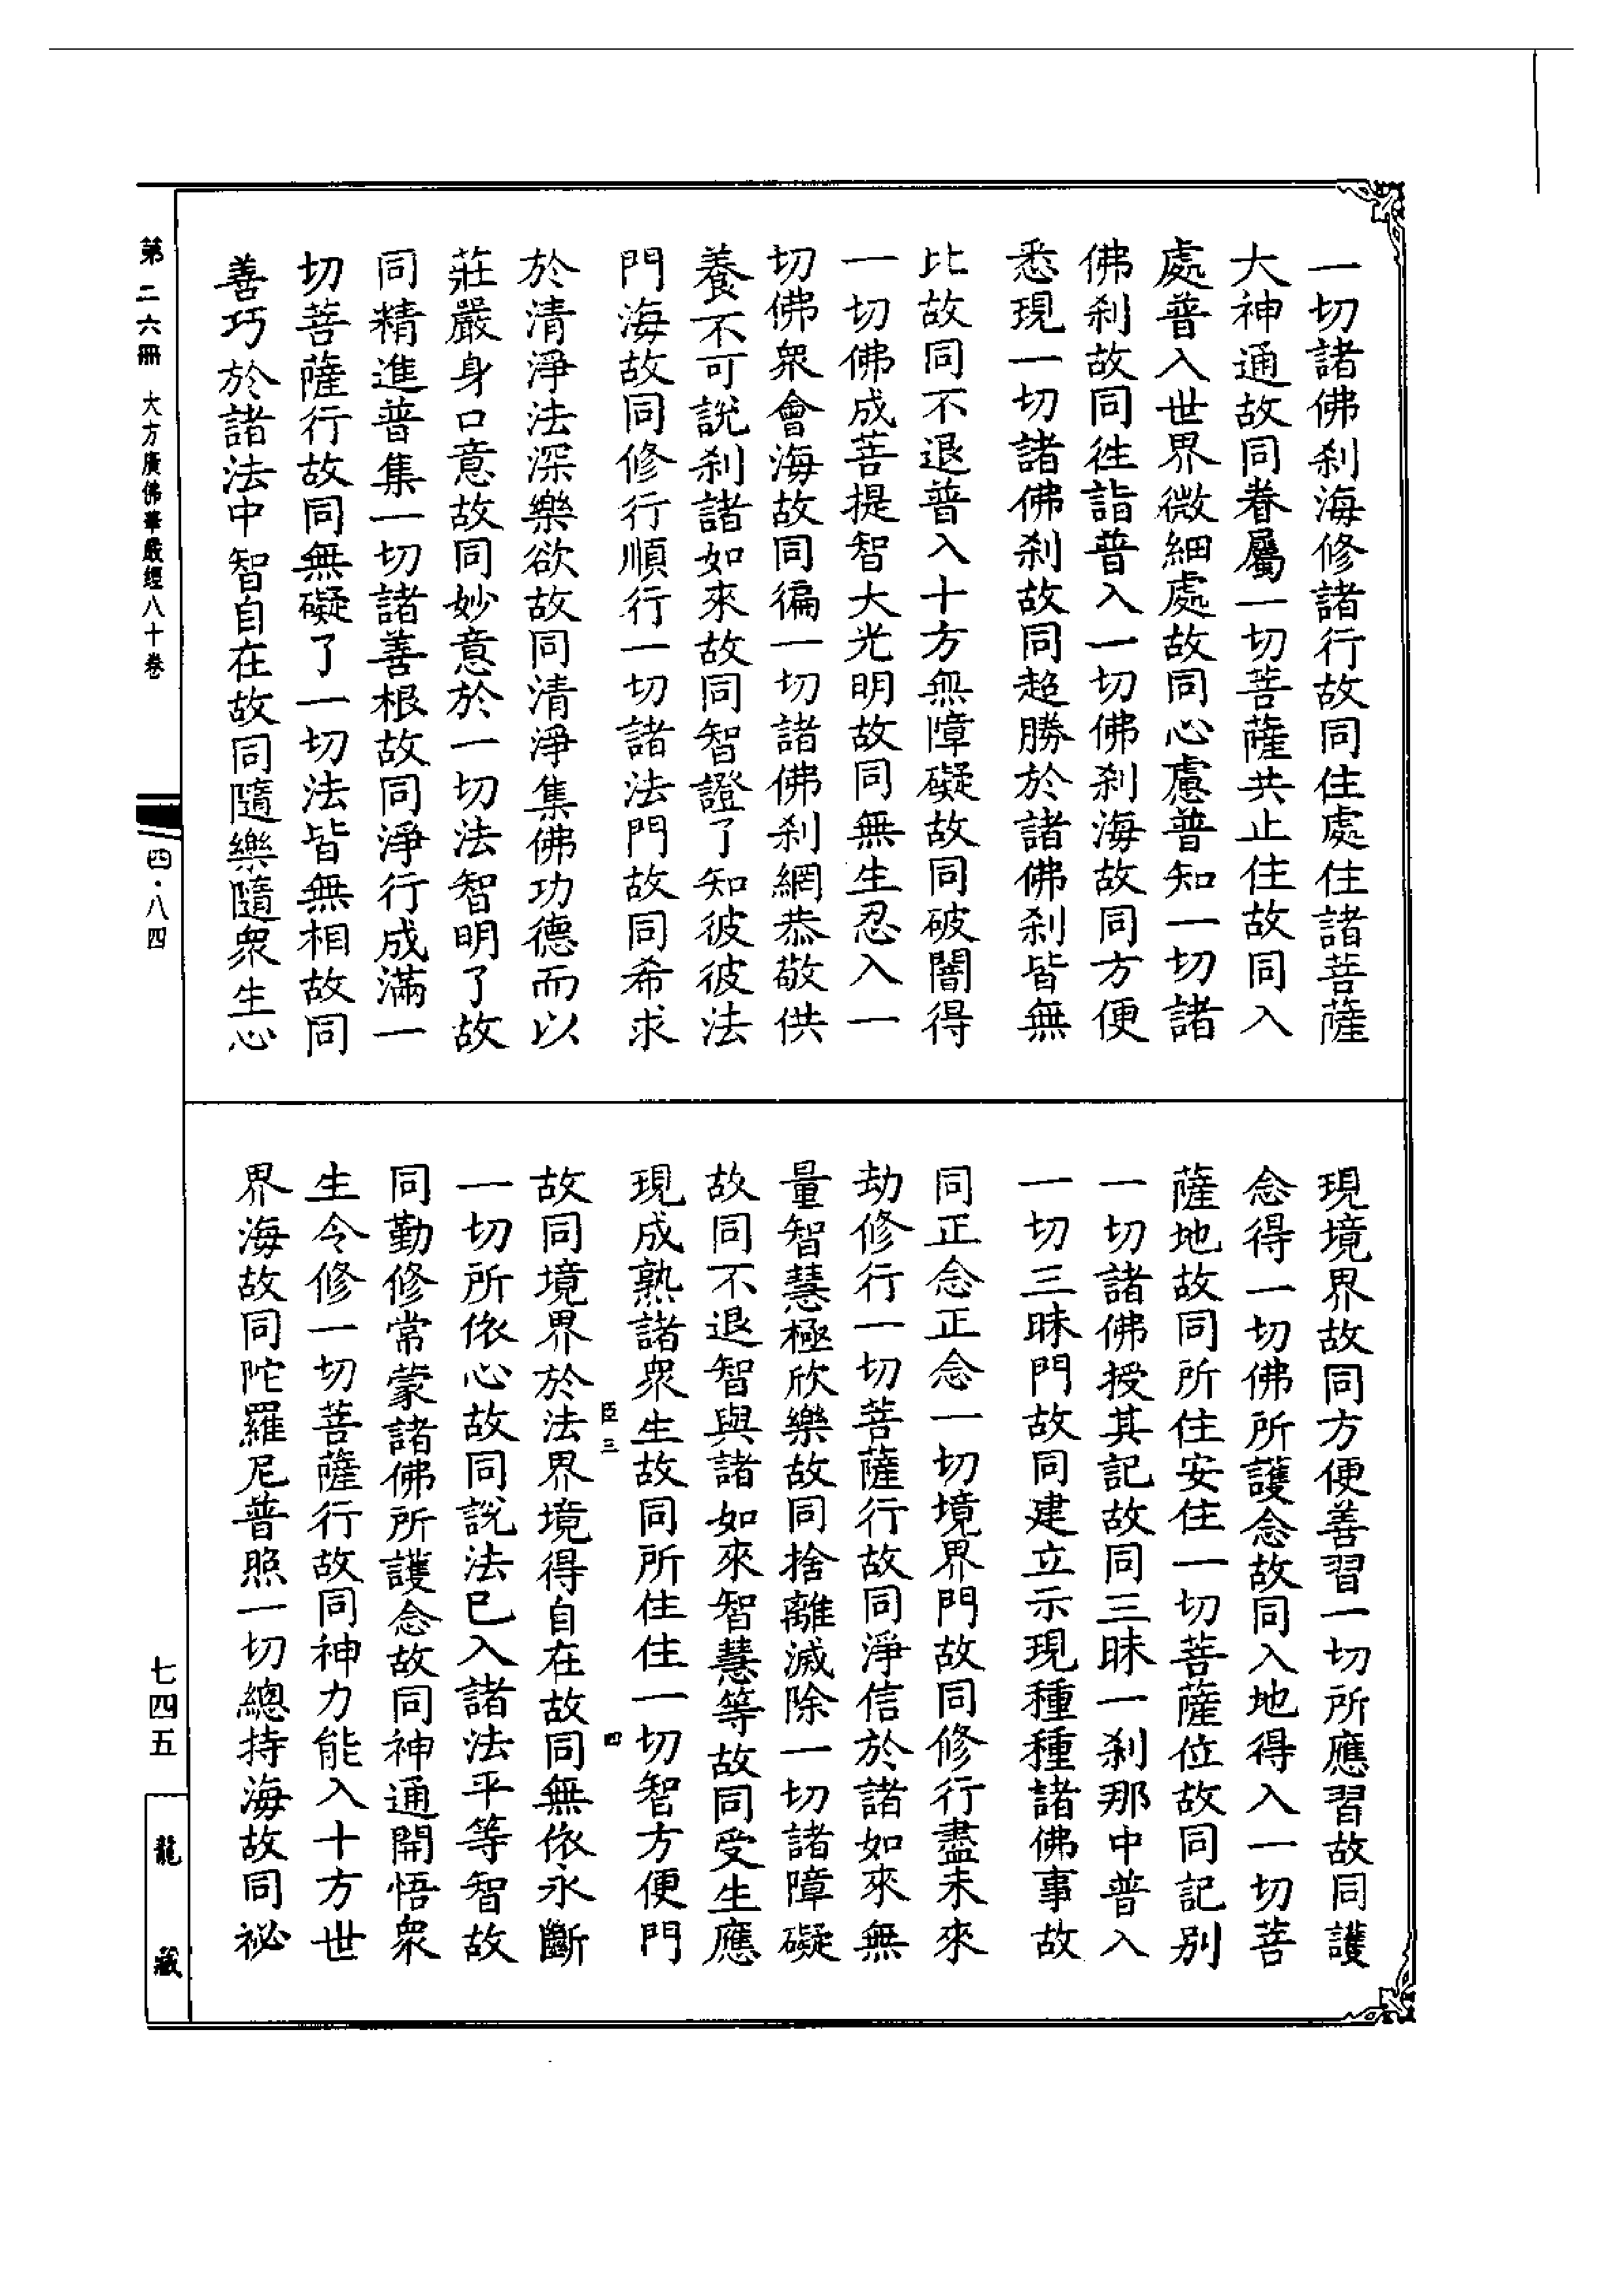 一切諸佛刹海修諸行故同住處住諸菩薩
大神通故同眷屬一切菩薩共止住故同入
處普入世界微細處故同心慮普知一切諸
佛刹故同往詣普入一切佛刹海故同方便
悉現一切諸佛刹故同超勝於諸佛刹皆無
比故同不退普入十方無障礙故同破闇得
一切佛成菩提智大光明故同無生忍入一
切佛衆會海故同徧一切諸佛刹網恭敬供
養不可說刹諸如來故同智證了知彼彼法
門海故同修行順行一切諸法門故同希求
於清淨法深樂欲故同清淨集佛功德而以
莊嚴身口意故同妙意於一切法智明了故
同精進普集一切諸善根故同淨行成滿一
切菩薩行故同無礙了一切法皆無相故同
善巧於諸法中智自在故同隨樂隨衆生心
現境界故同方便善習一切所應習故同護
念得一切佛所護念故同入地得入一切菩
薩地故同所住安住一切菩薩位故同記別
一切諸佛授其記故同三昧一刹那中普入
一切三昧門故同建立示現種種諸佛事故
同正念正念一切境界門故同修行盡未來
劫修行一切菩薩行故同淨信於諸如來無
量智慧極欣樂故同捨離滅除一切諸障礙
故同不退智與諸如來智慧等故同受生應
現成熟諸衆生故同所住住一切智方便門
臣三
四
故同境界於法界境得自在故同無依永斷
一切所依心故同說法已入諸法平等智故
同勤修常蒙諸佛所護念故同神通開悟衆
生令修一切菩薩行故同神力能入十方世
界海故同陀羅尼普照一切總持海故同祕
第二六冊 大方廣佛華嚴經八十卷
四·八四
七四五
龍藏